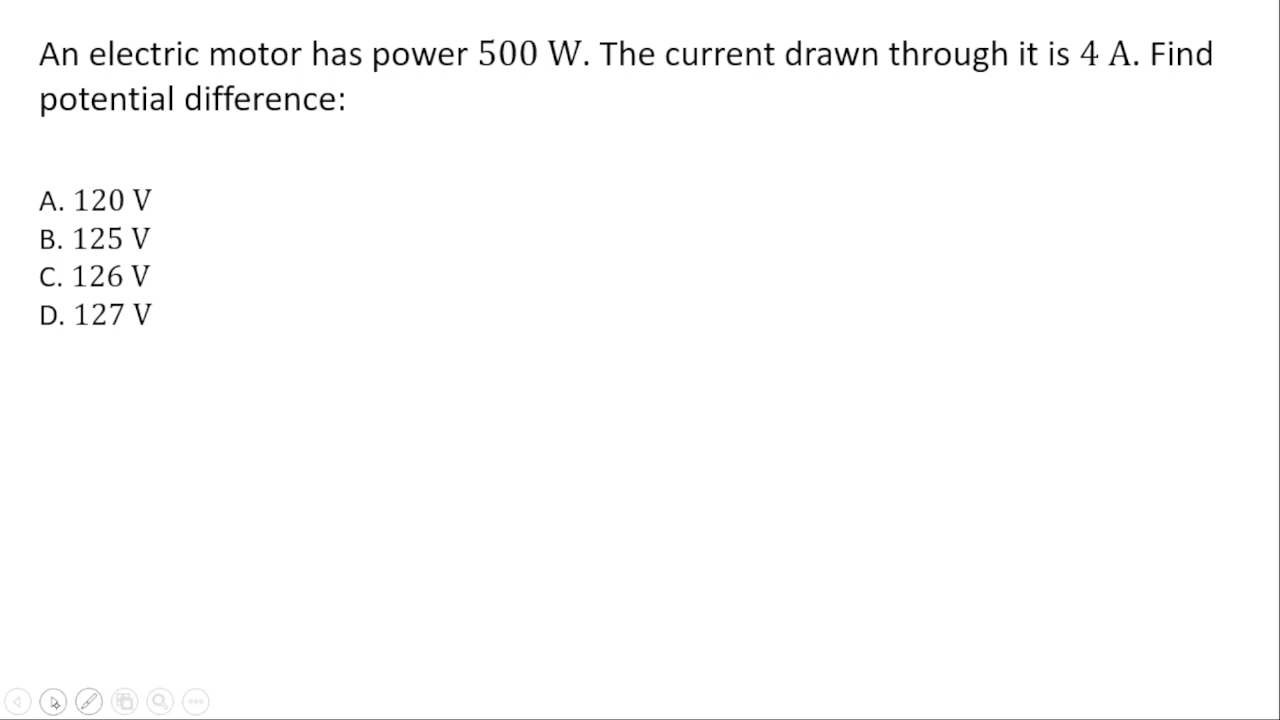 An electric motor has power 500 W. The current drawn through it is 4 A. Find
potential difference:
A. 120 V
B. 125 V
C. 126 V
D. 127 V